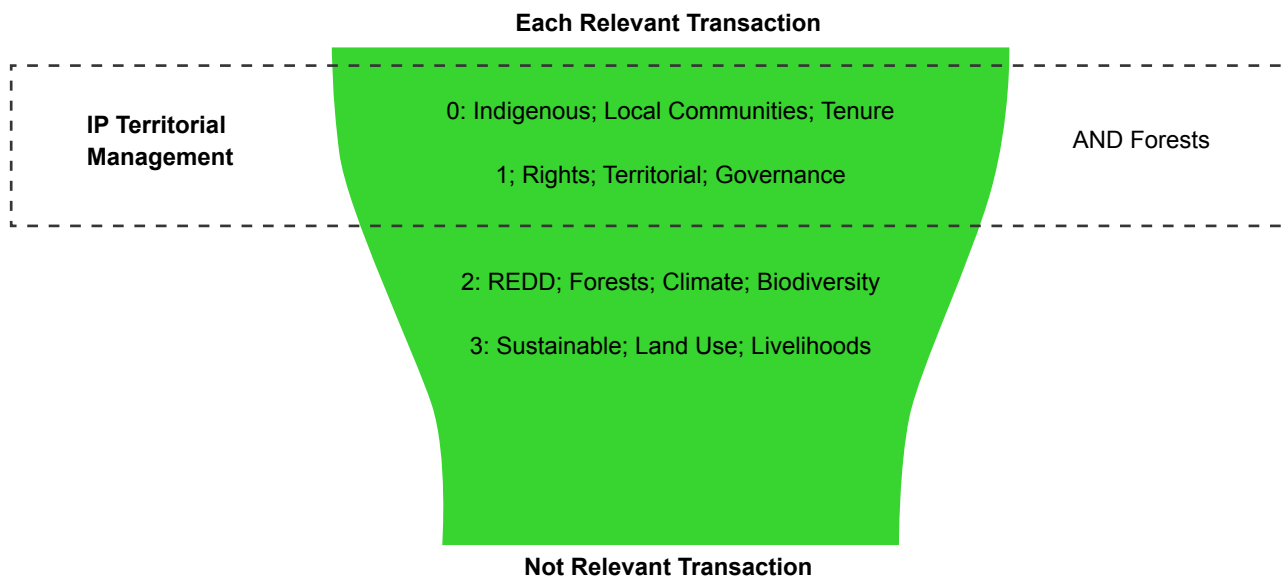 Each Relevant Transaction
IP Territorial
Management
0: Indigenous; Local Communities; Tenure
1; Rights; Territorial; Governance
AND Forests
2: REDD; Forests; Climate; Biodiversity
3: Sustainable; Land Use; Livelihoods
Not Relevant Transaction